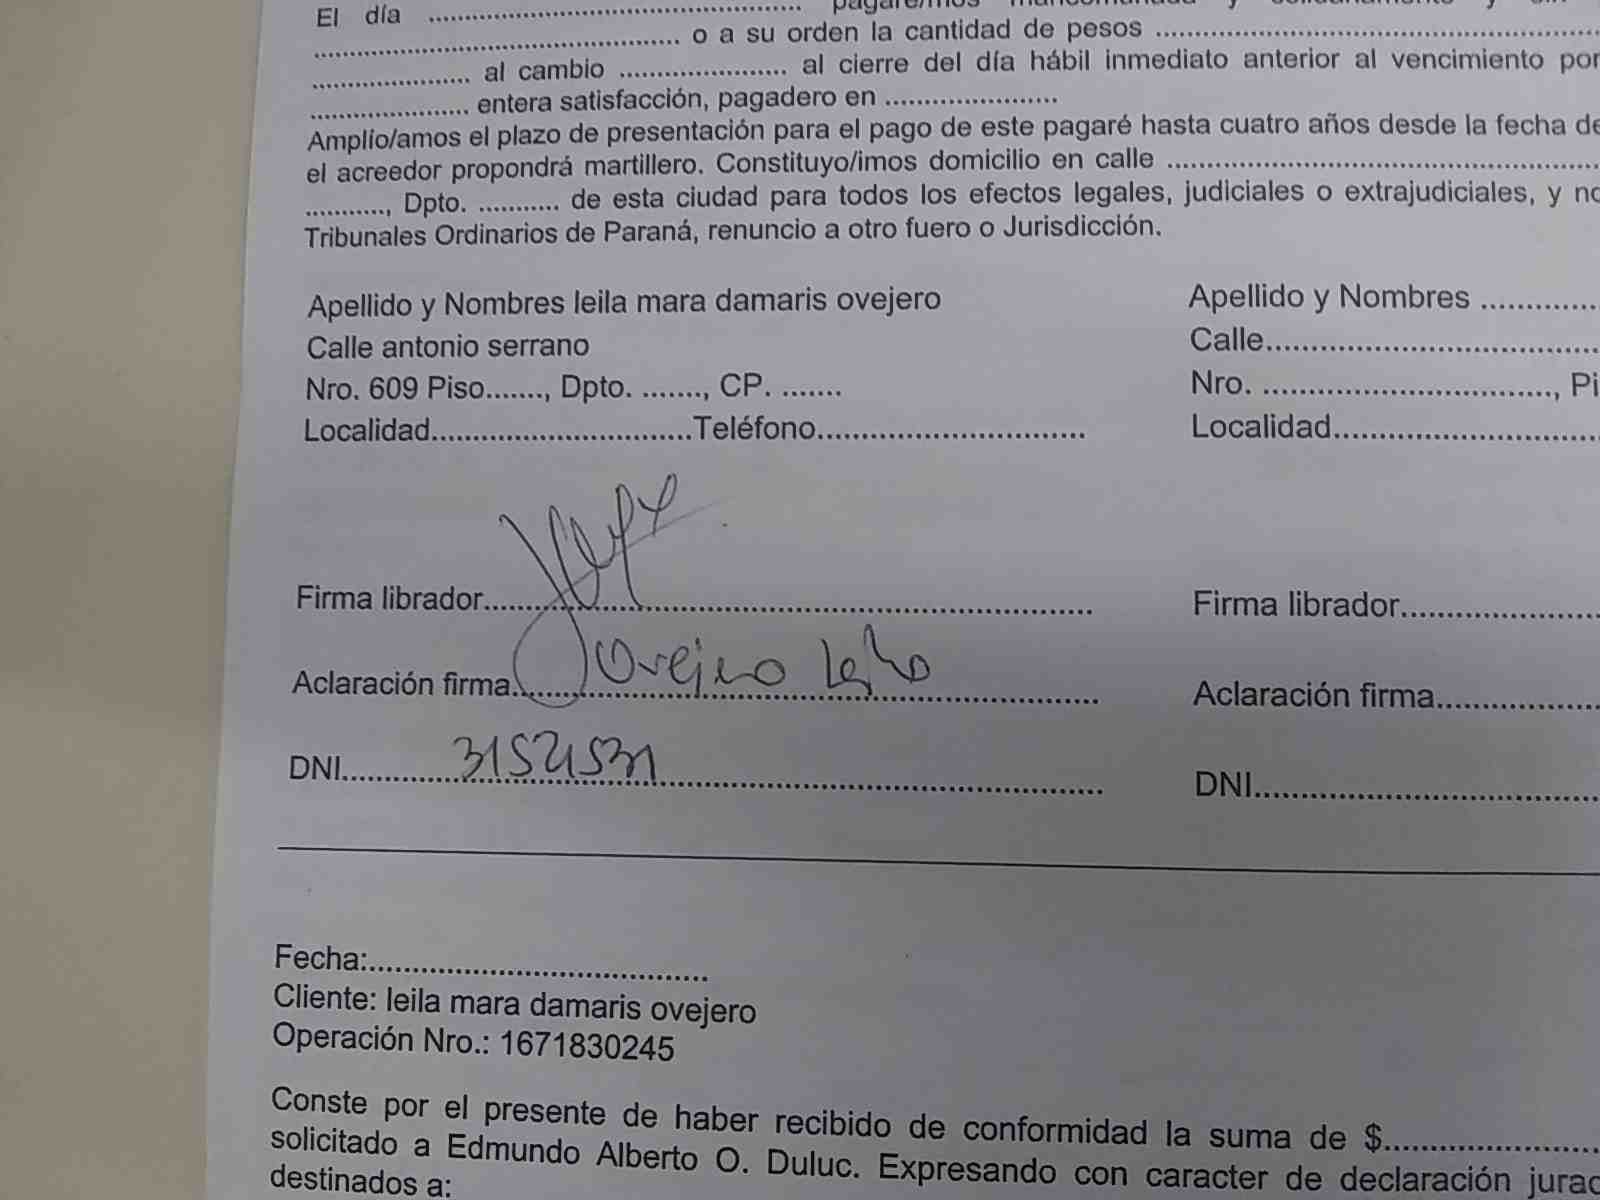 El día ........................................ pagaré/mos mancomunada y solidariamente y sin
........................................ o a su orden la cantidad de pesos ........................................
.................... al cambio ...................... al cierre del día hábil inmediato anterior al vencimiento por
.................... entera satisfacción, pagadero en ......................
Amplío/amos el plazo de presentación para el pago de este pagaré hasta cuatro años desde la fecha de
el acreedor propondrá martillero. Constituyo/imos domicilio en calle ........................................
..........., Dpto. ........... de esta ciudad para todos los efectos legales, judiciales o extrajudiciales, y no
Tribunales Ordinarios de Paraná, renuncio a otro fuero o Jurisdicción.
Apellido y Nombres leila mara damaris ovejero
Calle antonio serrano
Nro. 609 Piso......., Dpto. ......., CP. .......
Localidad..............................Teléfono..............................
Firma librador..................................................
Aclaración firma. Ovejero Leila
DNI 31521531
Apellido y Nombres ..............
Calle........................................
Nro. ................................, Pi
Localidad..............................
Firma librador........................
Aclaración firma....................
DNI........................................
Fecha:........................................
Cliente: leila mara damaris ovejero
Operación Nro.: 1671830245
Conste por el presente de haber recibido de conformidad la suma de $.........................
solicitado a Edmundo Alberto O. Duluc. Expresando con caracter de declaración jurad
destinados a: